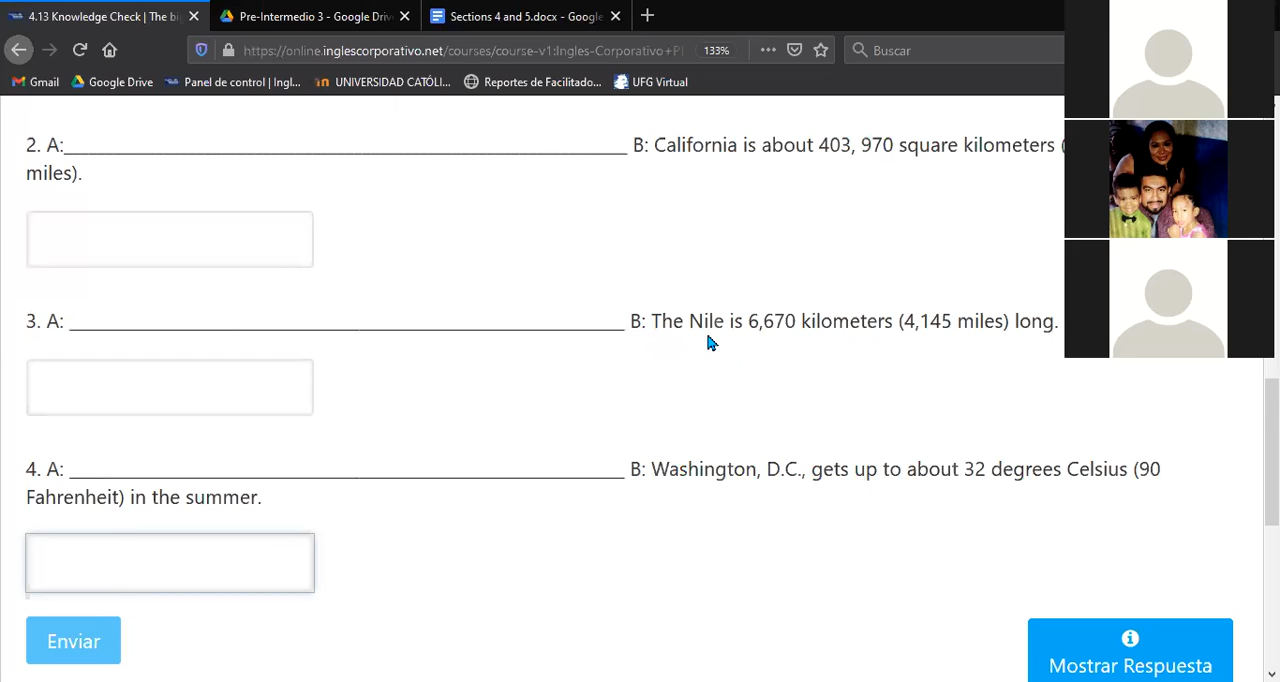 4.13 Knowledge Check | The bi
Pre-Intermedio 3 - Google Driv
Sections 4 and 5.docx - Google
https://online.inglescorporativo.net/courses/course-v1:Ingles-Corporativo+P
133%
Buscar
Gmail
Google Drive
Panel de control | Ingl...
UNIVERSIDAD CATÓLI...
Reportes de Facilitado...
UFG Virtual
2. A:______________________________ B: California is about 403, 970 square kilometers (
miles).
3. A: ______________________________ B: The Nile is 6,670 kilometers (4,145 miles) long.
4. A: ______________________________ B: Washington, D.C., gets up to about 32 degrees Celsius (90
Fahrenheit) in the summer.
Enviar
Mostrar Respuesta